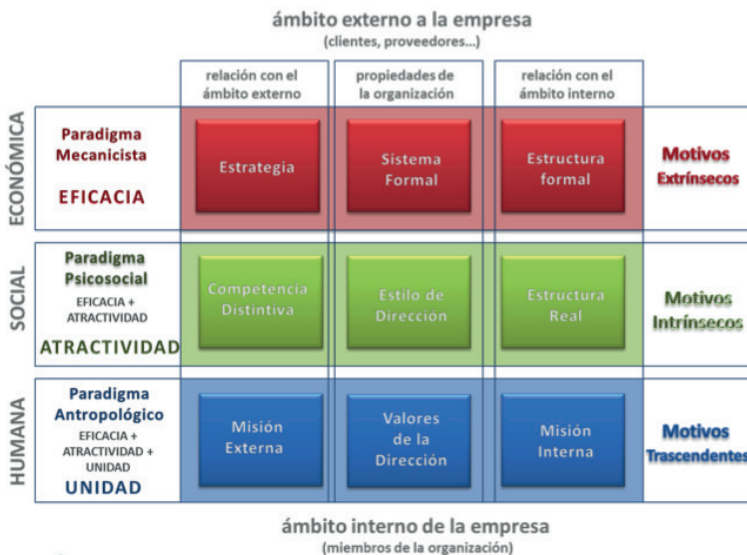 ámbito externo a la empresa
(clientes, proveedores...)
relación con el
ámbito externo
propiedades de
la organización
relación con el
ámbito interno
ECONÓMICA
Paradigma
Mecanicista
EFICACIA
Estrategia
Sistema
Formal
Estructura
formal
Motivos
Extrínsecos
SOCIAL
Paradigma
Psicosocial
EFICACIA +
ATRACTIVIDAD
ATRACTIVIDAD
Competencia
Distintiva
Estilo de
Dirección
Estructura
Real
Motivos
Intrínsecos
HUMANA
Paradigma
Antropológico
EFICACIA +
ATRACTIVIDAD +
UNIDAD
UNIDAD
Misión
Externa
Valores
de la
Dirección
Misión
Interna
Motivos
Trascendentes
ámbito interno de la empresa
(miembros de la organización)